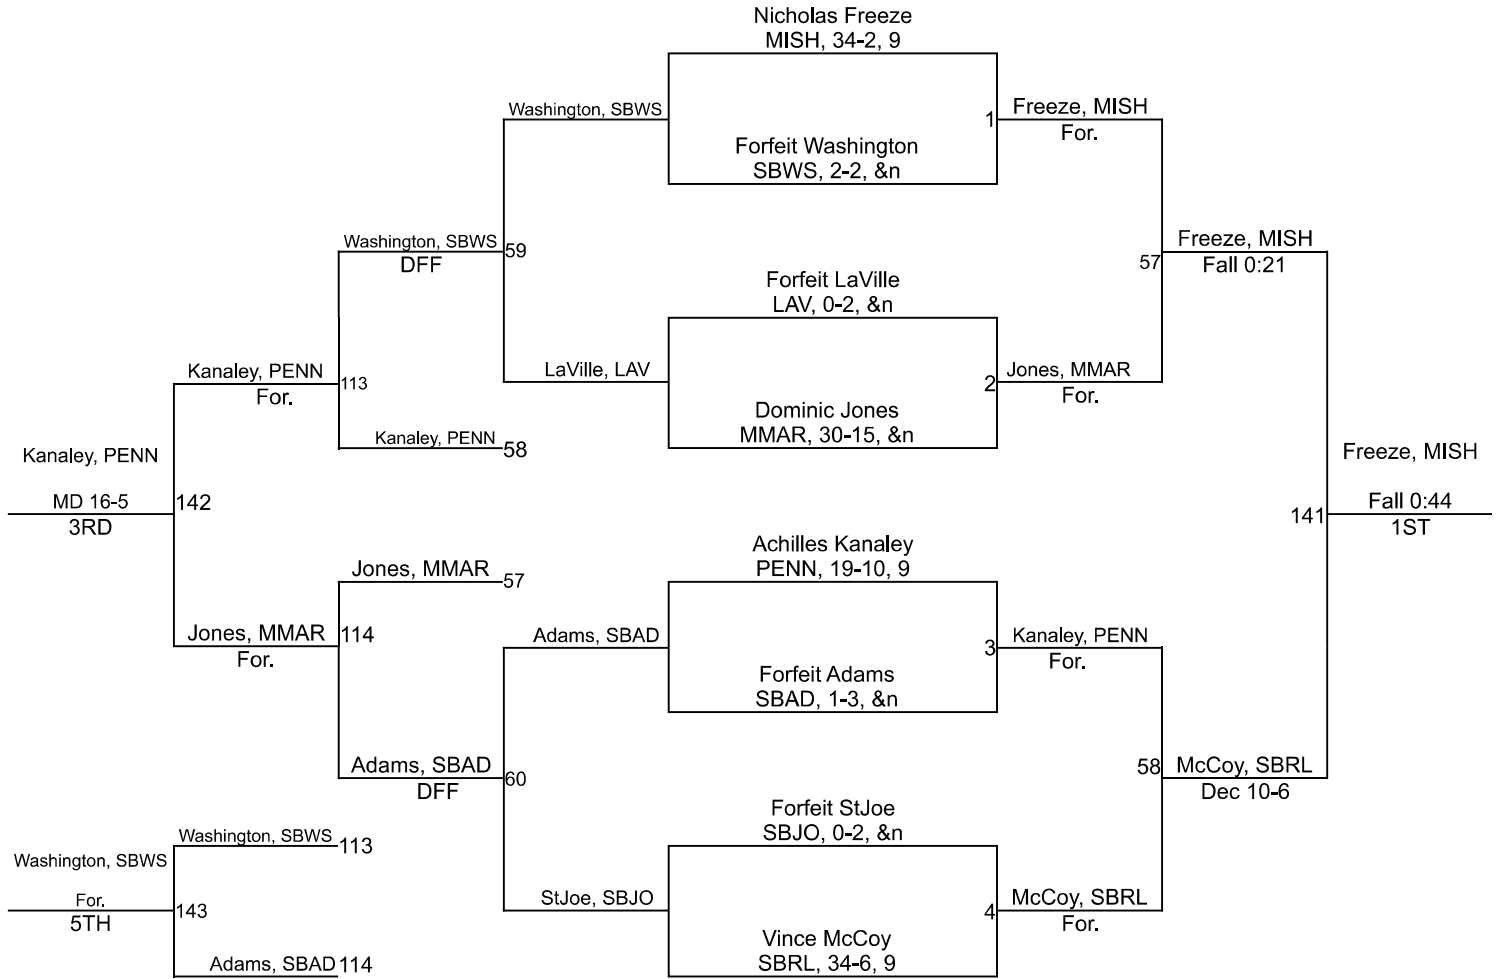 Nicholas Freeze
MISH, 34-2, 9
Washington, SBWS
1
Freeze, MISH
For.
Forfeit Washington
SBWS, 2-2, &n
Washington, SBWS
DFF
59
57
Freeze, MISH
Fall 0:21
Forfeit LaVille
LAV, 0-2, &n
LaVille, LAV
2
Jones, MMAR
For.
Kanaley, PENN
For.
113
Dominic Jones
MMAR, 30-15, &n
Kanaley, PENN
58
Kanaley, PENN
MD 16-5
3RD
142
Freeze, MISH
141
Fall 0:44
1ST
Achilles Kanaley
PENN, 19-10, 9
Jones, MMAR
57
Jones, MMAR
For.
114
Adams, SBAD
3
Kanaley, PENN
For.
Forfeit Adams
SBAD, 1-3, &n
Adams, SBAD
DFF
60
58
McCoy, SBRL
Dec 10-6
Forfeit StJoe
SBJO, 0-2, &n
Washington, SBWS
113
Washington, SBWS
For.
5TH
143
StJoe, SBJO
4
McCoy, SBRL
For.
Vince McCoy
SBRL, 34-6, 9
Adams, SBAD
114